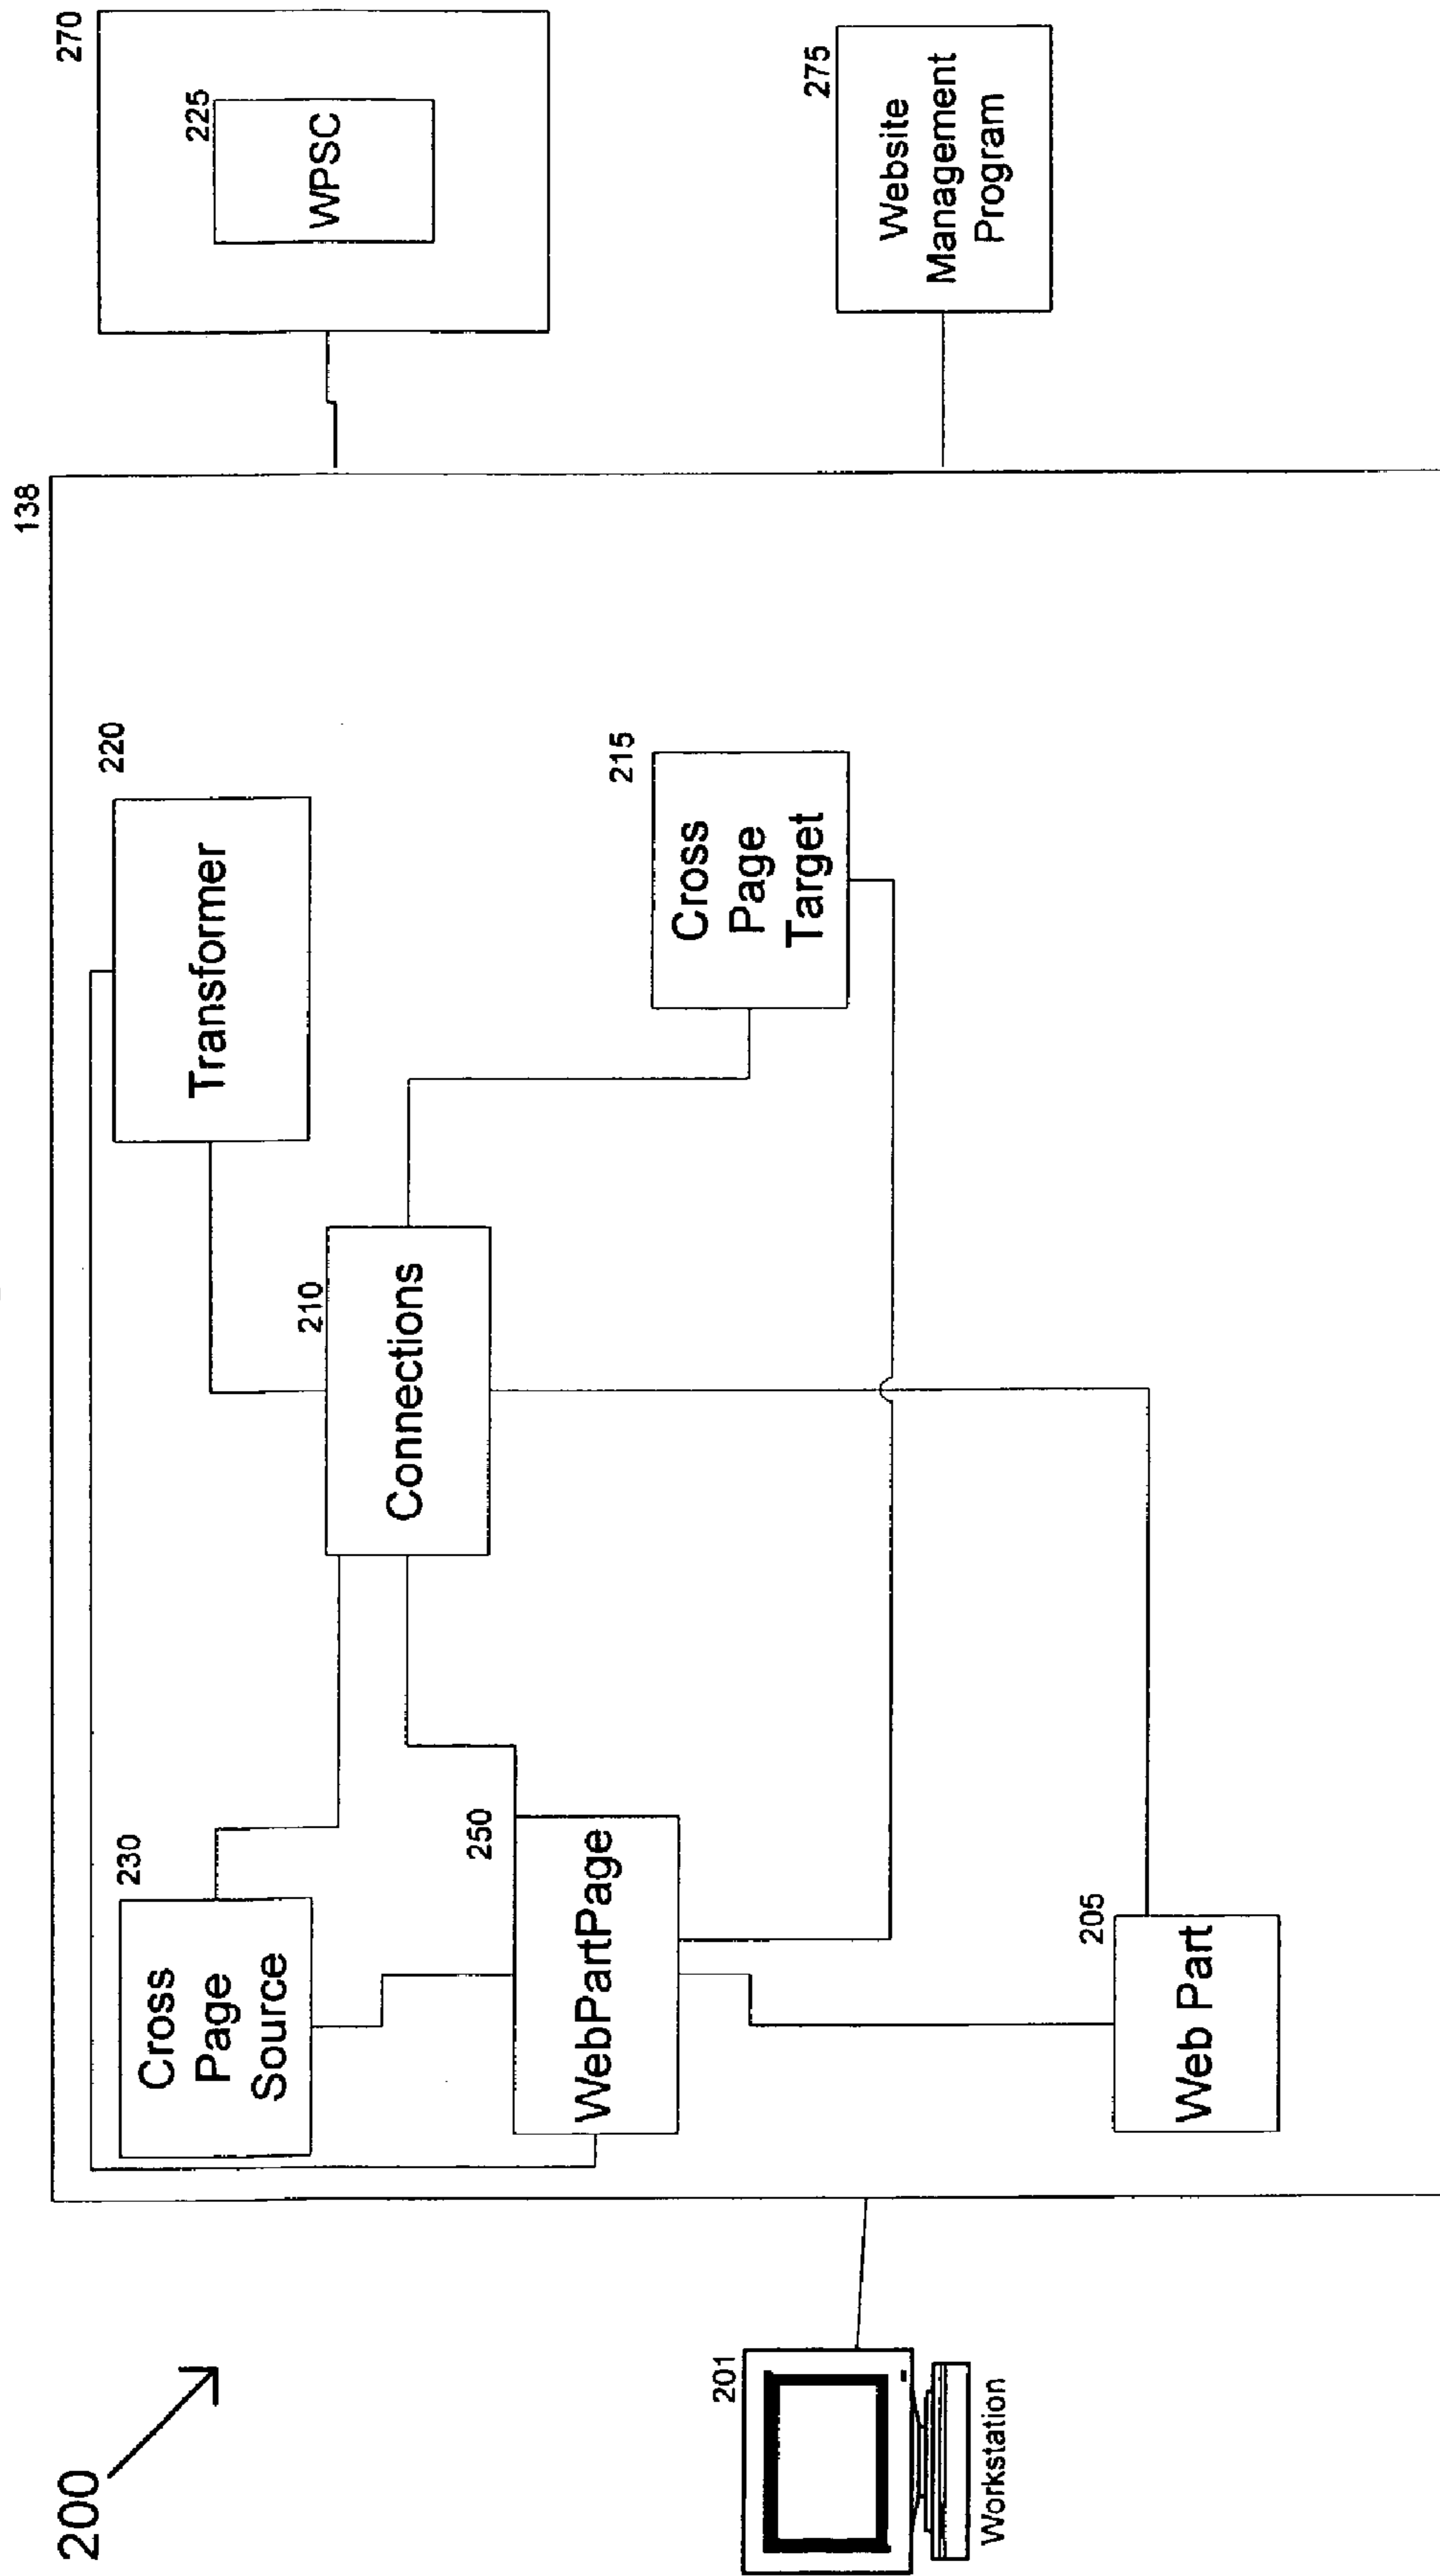 200
138
270
225
WPSC
220
Transformer
230
Cross
Page
Source
210
Connections
250
WebPartPage
215
Cross
Page
Target
275
Website
Management
Program
201
Workstation
205
Web Part